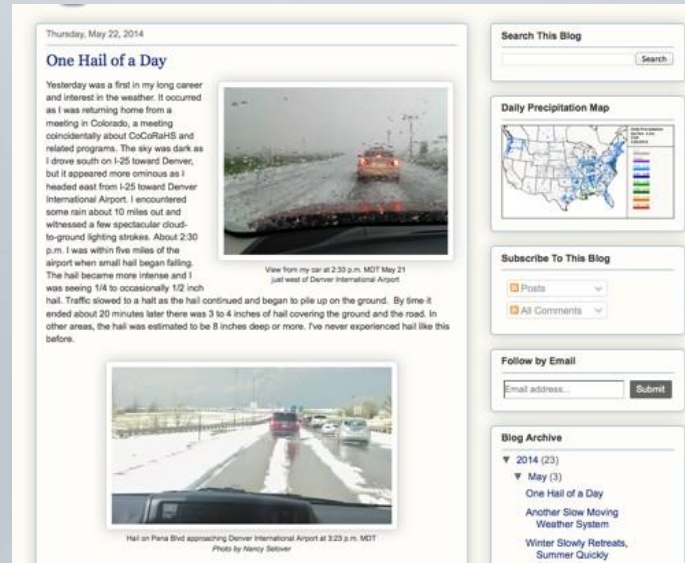 Thursday, May 22, 2014
One Hail of a Day
Yesterday was a first in my long career
and interest in the weather. It occurred
as I was returning home from a
meeting in Colorado, a meeting
coincidentally about CoCoRaHS and
related programs. The sky was dark as
I drove south on I-25 toward Denver,
but it appeared more ominous as I
headed east from I-25 toward Denver
International Airport. I encountered
some rain about 10 miles out and
witnessed a few spectacular cloud-
to-ground lighting strokes. About 2:30
p.m. I was within five miles of the
airport when small hail began falling.
The hail became more intense and I
was seeing 1/4 to occasionally 1/2 inch
hail. Traffic slowed to a halt as the hail continued and began to pile up on the ground. By time it
ended about 20 minutes later there was 3 to 4 inches of hail covering the ground and the road. In
other areas, the hail was estimated to be 8 inches deep or more. I've never experienced hail like this
before.
View from my car at 2:33 p.m. MDT May 21
just west of Denver International Airport
Hail on Pena Blvd approaching Denver International Airport at 3:23 p.m. MDT
Photo by Nancy Selover
Search This Blog
Search
Daily Precipitation Map
Subscribe To This Blog
Posts
All Comments
Follow by Email
Email address...
Submit
Blog Archive
▼ 2014 (23)
▼ May (3)
One Hail of a Day
Another Slow Moving
Weather System
Winter Slowly Retreats,
Summer Quickly